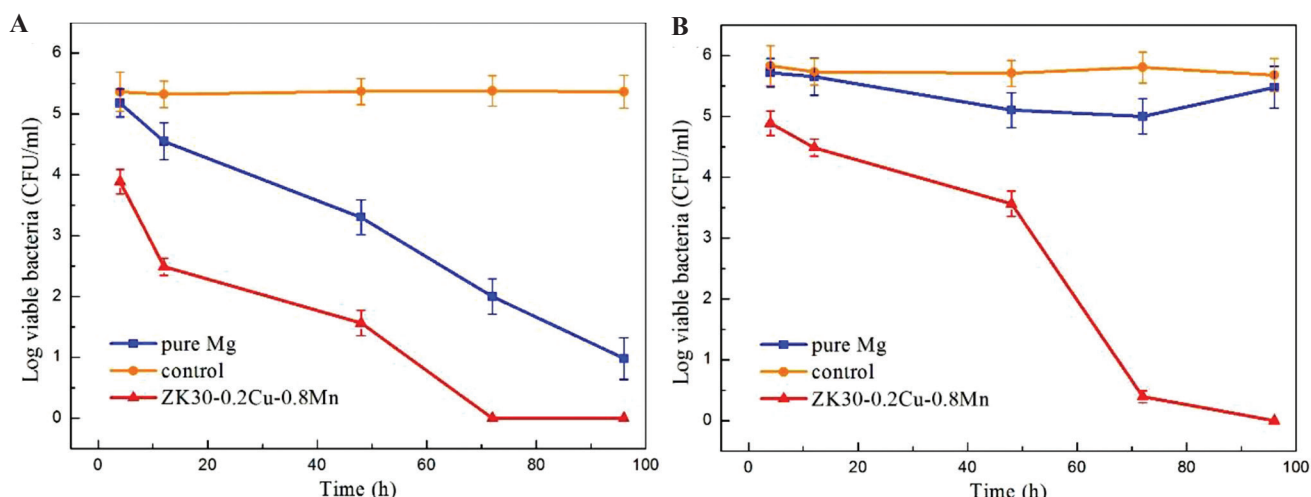 A
Log viable bacteria (CFU/ml)
6
5
4
3
2
1
0
pure Mg
control
ZK30-0.2Cu-0.8Mn
0 20 40 60 80 100
Time (h)
B
Log viable bacteria (CFU/ml)
6
5
4
3
2
1
0
pure Mg
control
ZK30-0.2Cu-0.8Mn
0 20 40 60 80 100
Time (h)